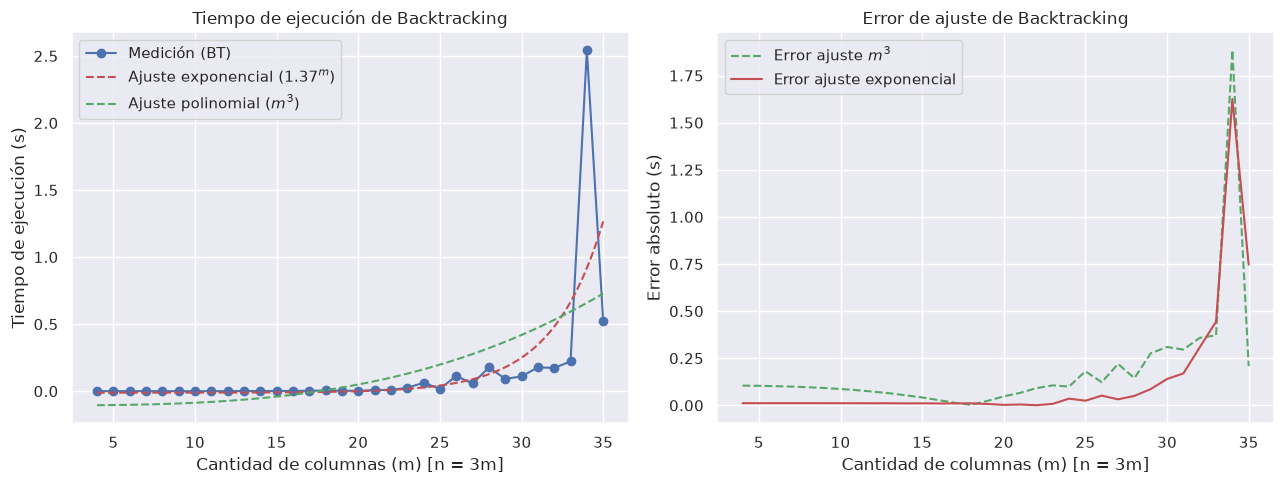 Tiempo de ejecución de Backtracking
Medición (BT)
Ajuste exponencial (1.37^m)
Ajuste polinomial (m^3)
Tiempo de ejecución (s)
2.5
2.0
1.5
1.0
0.5
0.0
5 10 15 20 25 30 35
Cantidad de columnas (m) [n = 3m]
Error de ajuste de Backtracking
Error ajuste m^3
Error ajuste exponencial
Error absoluto (s)
1.75
1.50
1.25
1.00
0.75
0.50
0.25
0.00
5 10 15 20 25 30 35
Cantidad de columnas (m) [n = 3m]